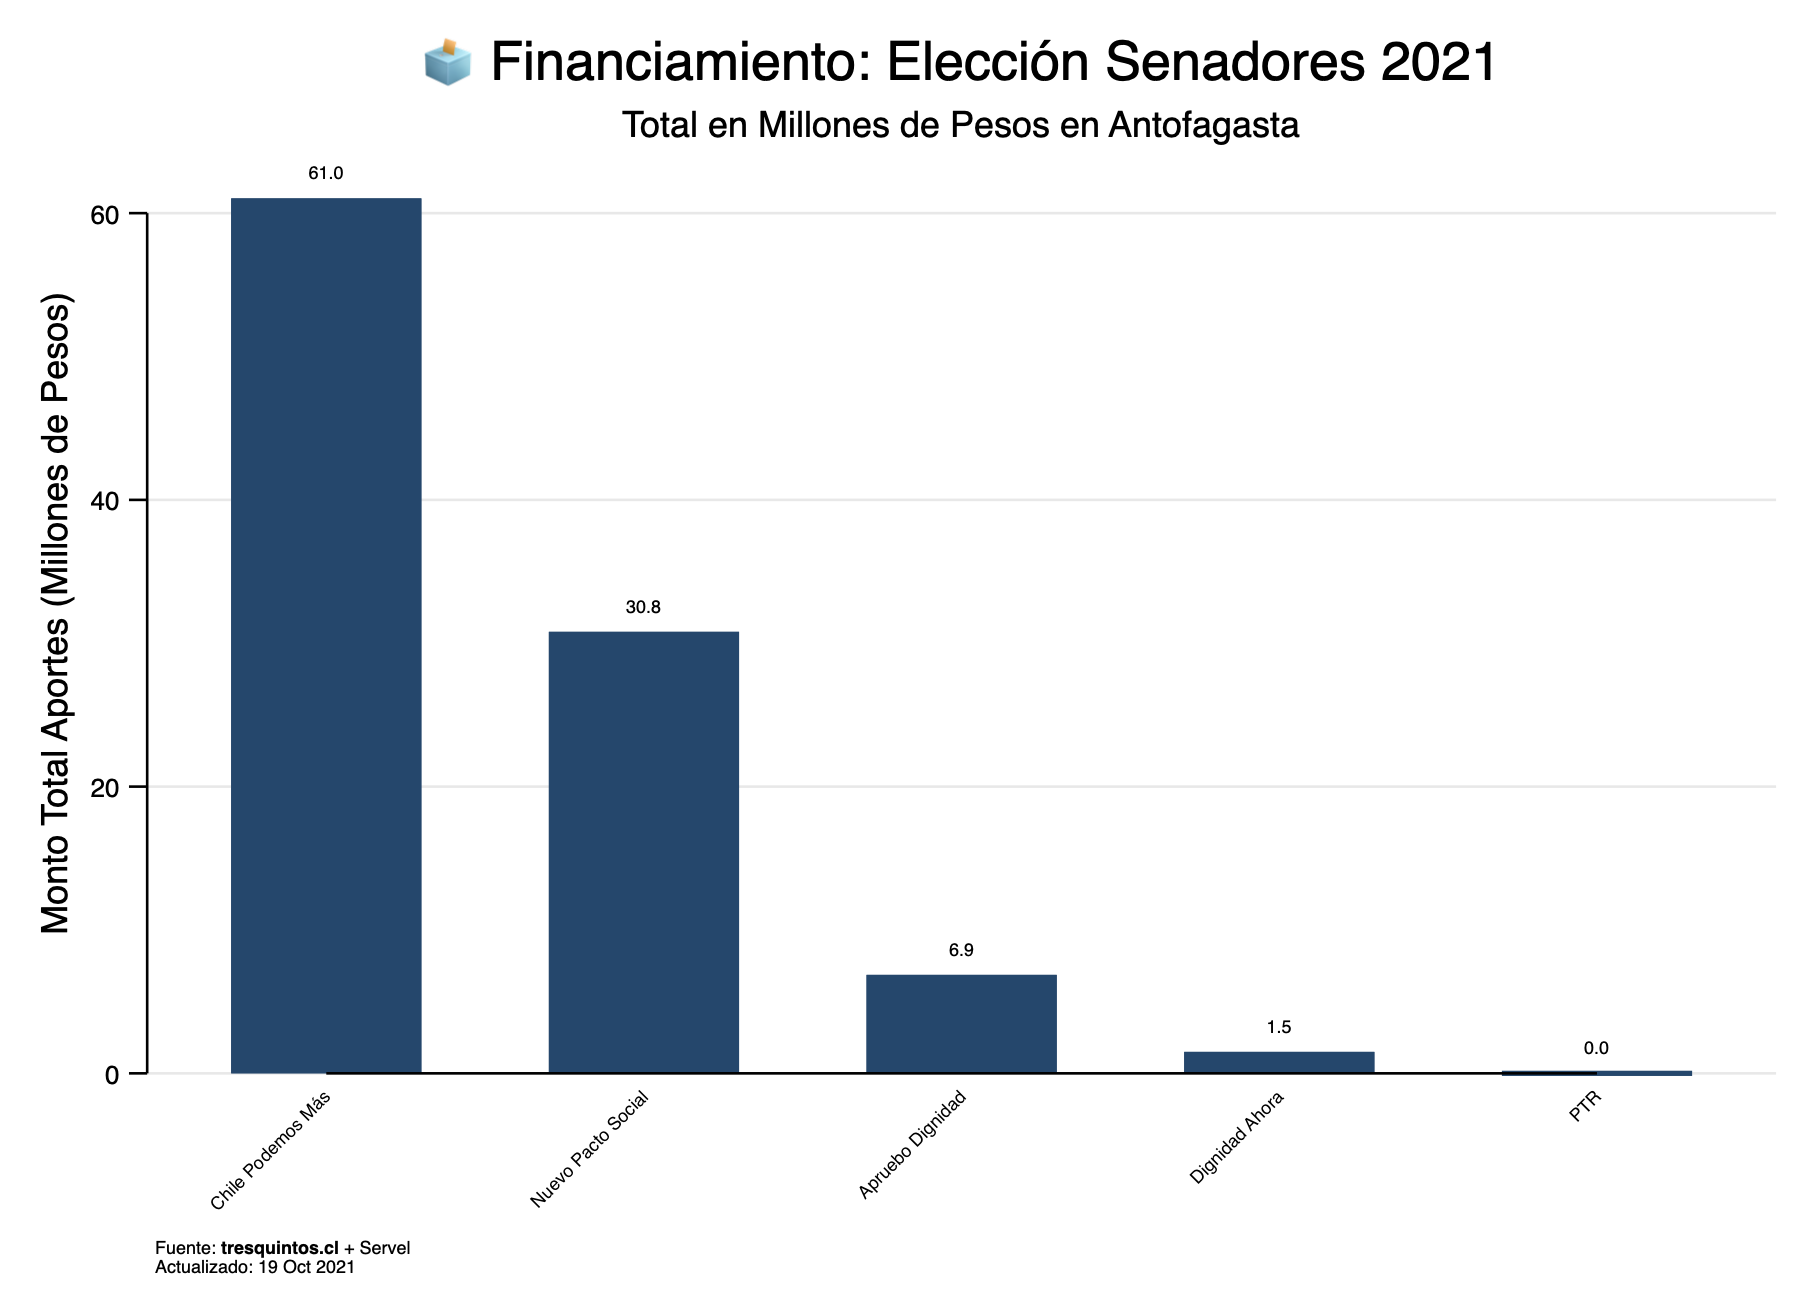 Financiamiento: Elección Senadores 2021
Total en Millones de Pesos en Antofagasta
Monto Total Aportes (Millones de Pesos)
60
40
20
0
61.0
30.8
6.9
1.5
0.0
Chile Podemos Más
Nuevo Pacto Social
Apruebo Dignidad
Dignidad Ahora
PTR
Fuente: tresquintos.cl + Servel
Actualizado: 19 Oct 2021